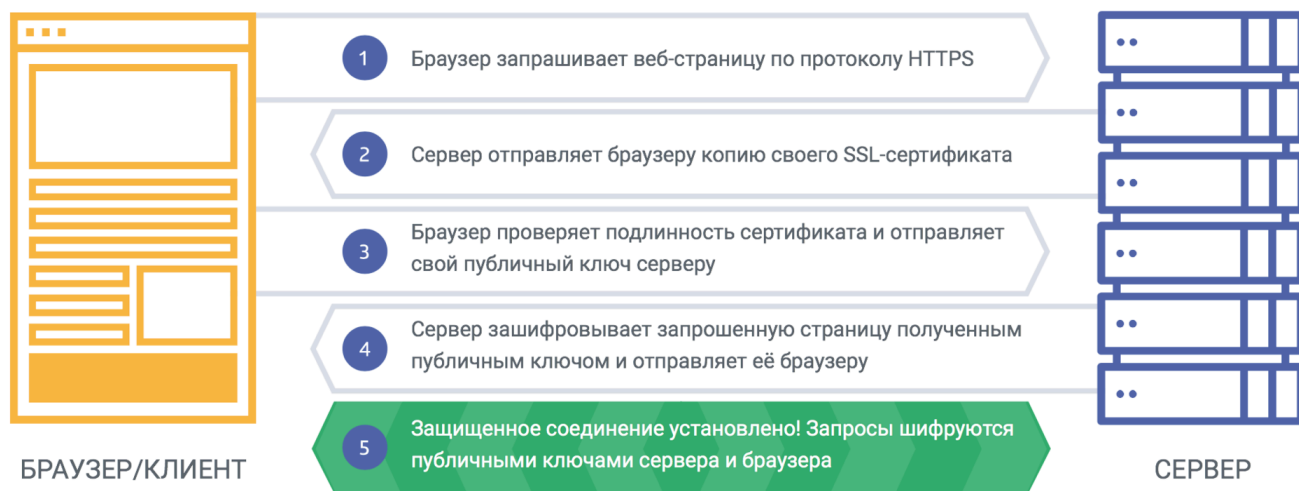 1
Браузер запрашивает веб-страницу по протоколу HTTPS
2
Сервер отправляет браузеру копию своего SSL-сертификата
3
Браузер проверяет подлинность сертификата и отправляет
свой публичный ключ серверу
4
Сервер зашифровывает запрошенную страницу полученным
публичным ключом и отправляет её браузеру
5
Защищенное соединение установлено! Запросы шифруются
публичными ключами сервера и браузера
БРАУЗЕР/КЛИЕНТ
СЕРВЕР